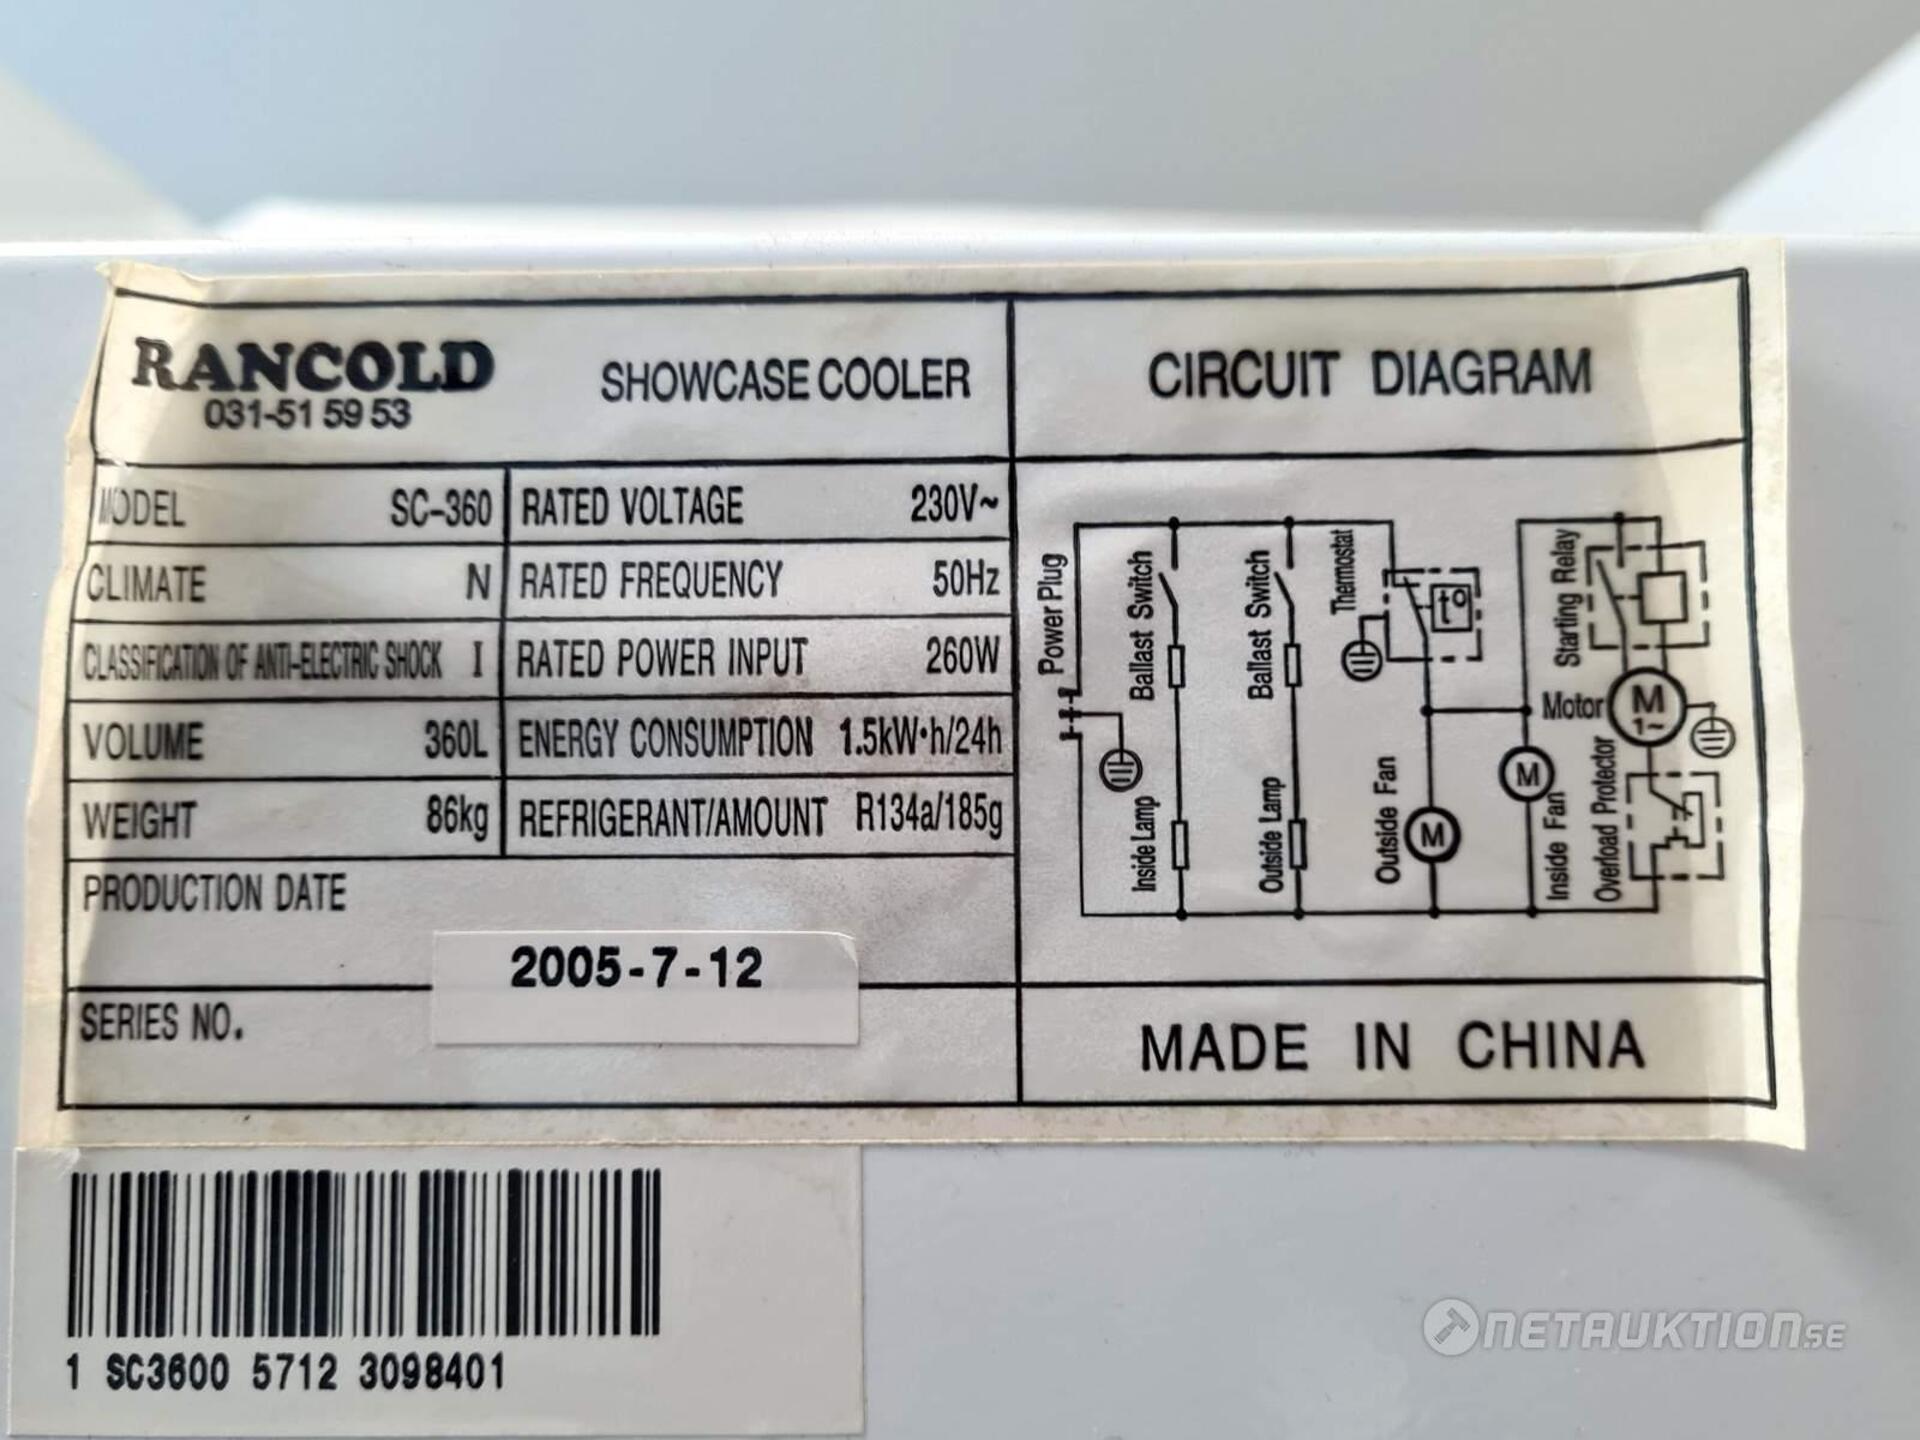 RANCOLD
031-51 59 53
SHOWCASE COOLER
MODEL SC-360
CLIMATE N
CLASSIFICATION OF ANTI-ELECTRIC SHOCK I
VOLUME 360L
WEIGHT 86kg
RATED VOLTAGE 230V~
RATED FREQUENCY 50Hz
RATED POWER INPUT 260W
ENERGY CONSUMPTION 1.5kW·h/24h
REFRIGERANT/AMOUNT R134a/185g
PRODUCTION DATE
2005-7-12
SERIES NO.
CIRCUIT DIAGRAM
Power Plug
Ballast Switch
Inside Lamp
Ballast Switch
Outside Lamp
Thermostat
t°
Outside Fan
M
M
Inside Fan
Starting Relay
Motor
M
1~
Overload Protector
MADE IN CHINA
1 SC3600 5712 3098401
NETAUKTION.SE